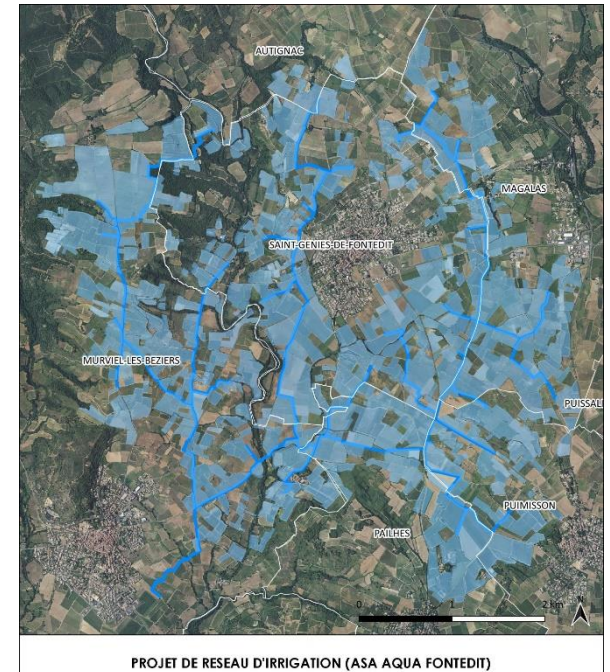 AUTIGNAC
MAGALAS
SAINT-GENIES-DE-FONTEDIT
MURVIEL-LES-BEZIERS
PUISSAL
PUIMISSON
PAILHES
0 1 2 km
PROJET DE RESEAU D'IRRIGATION (ASA AQUA FONTEDIT)